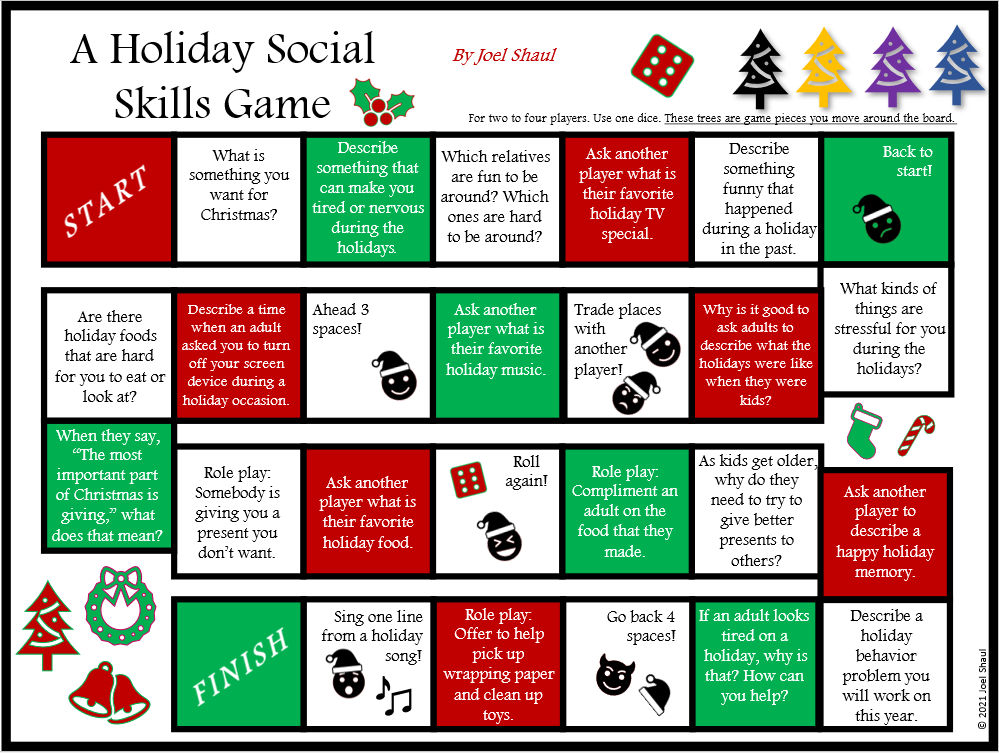 A Holiday Social
Skills Game
By Joel Shaul
For two to four players. Use one dice. These trees are game pieces you move around the board.
START
What is
something you
want for
Christmas?
Describe
something that
can make you
tired or nervous
during the
holidays.
Which relatives
are fun to be
around? Which
ones are hard
to be around?
Ask another
player what is
their favorite
holiday TV
special.
Describe
something
funny that
happened
during a holiday
in the past.
Back to
start!
What kinds of
things are
stressful for you
during the
holidays?
Why is it good to
ask adults to
describe what the
holidays were like
when they were
kids?
Trade places
with
another
player!
Ask another
player what is
their favorite
holiday music.
Ahead 3
spaces!
Describe a time
when an adult
asked you to turn
off your screen
device during a
holiday occasion.
Are there
holiday foods
that are hard
for you to eat or
look at?
When they say,
“The most
important part
of Christmas is
giving,” what
does that mean?
Role play:
Somebody is
giving you a
present you
don’t want.
Ask another
player what is
their favorite
holiday food.
Roll
again!
Role play:
Compliment an
adult on the
food that they
made.
As kids get older,
why do they
need to try to
give better
presents to
others?
Ask another
player to
describe a
happy holiday
memory.
Describe a
holiday
behavior
problem you
will work on
this year.
If an adult looks
tired on a
holiday, why is
that? How can
you help?
Go back 4
spaces!
Role play:
Offer to help
pick up
wrapping paper
and clean up
toys.
Sing one line
from a holiday
song!
FINISH
© 2021 Joel Shaul